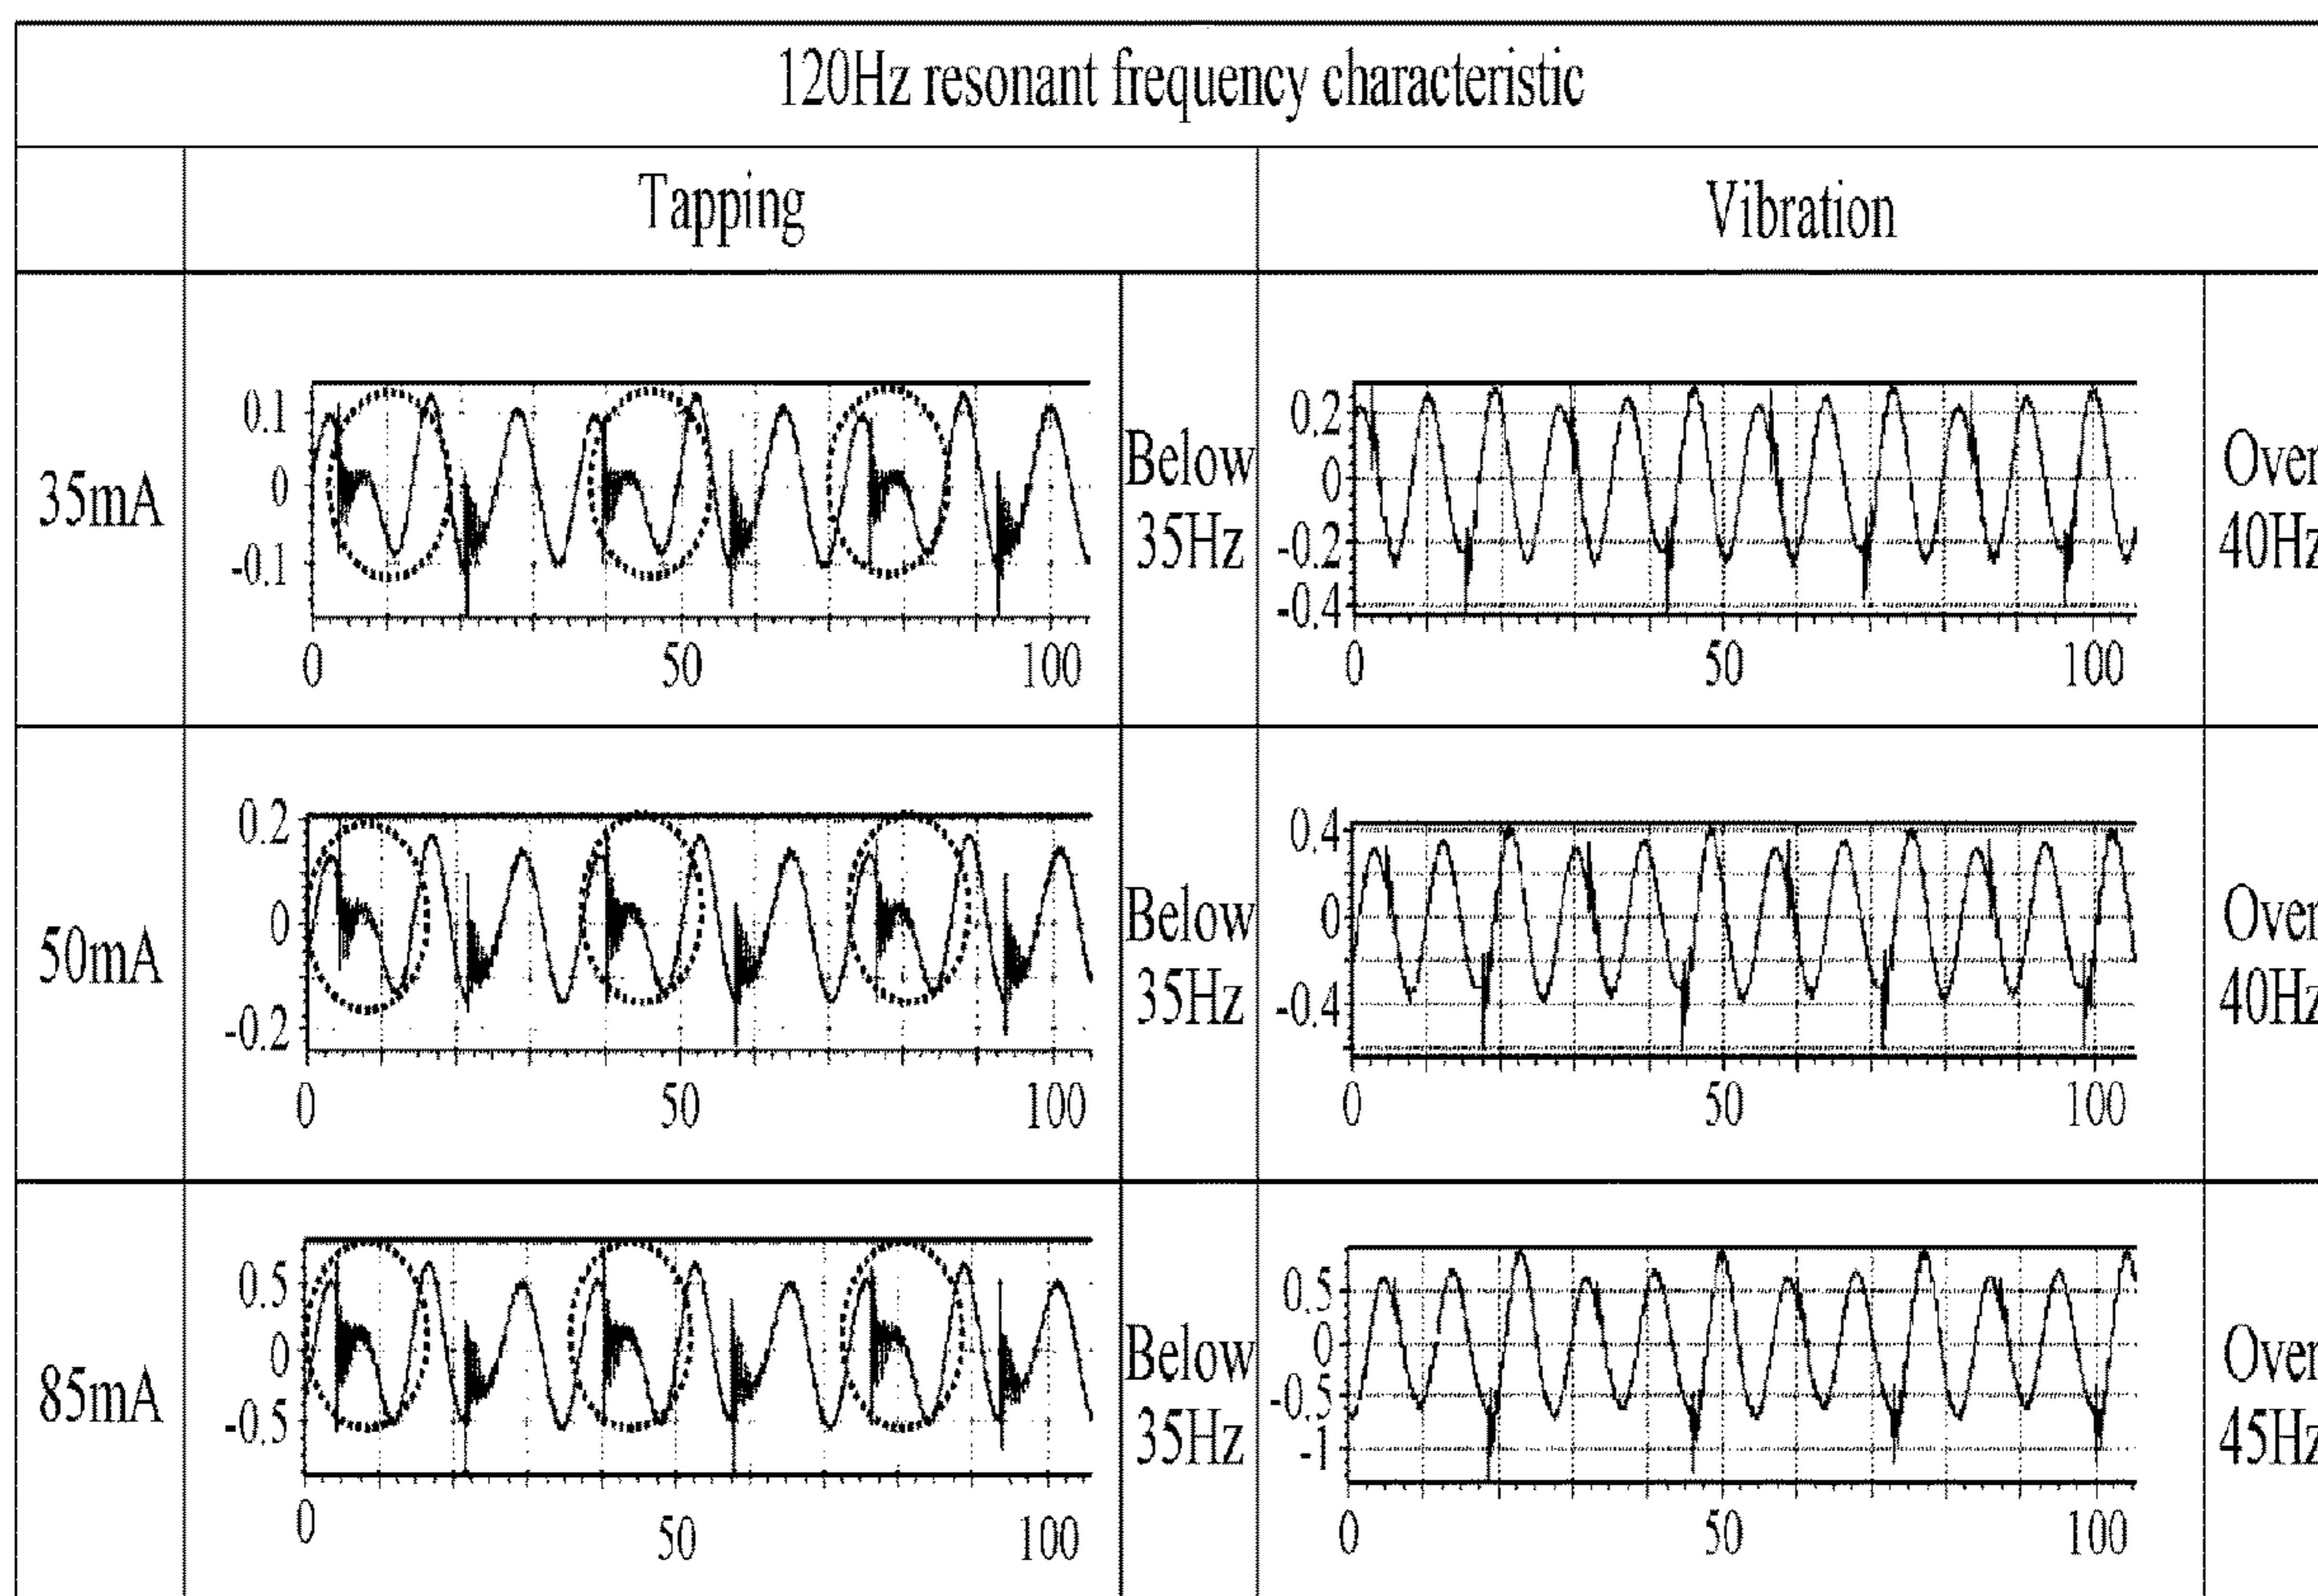 120Hz resonant frequency characteristic
Tapping
Vibration
35mA
0.1
0
-0.1
0 50 100
Below
35Hz
0.2
0
-0.2
-0.4
0 50 100
Over
40Hz
50mA
0.2
0
-0.2
0 50 100
Below
35Hz
0.4
0
-0.4
0 50 100
Over
40Hz
85mA
0.5
0
-0.5
0 50 100
Below
35Hz
0.5
0
-0.5
-1
0 50 100
Over
45Hz